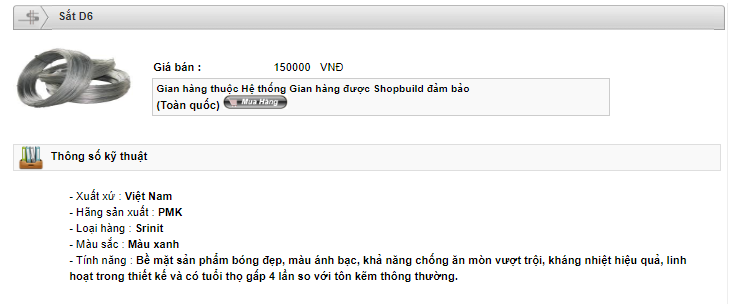 Sắt D6
Giá bán : 150000 VNĐ
Gian hàng thuộc Hệ thống Gian hàng được Shopbuild đảm bảo
(Toàn quốc) Mua Hàng
Thông số kỹ thuật
- Xuất xứ : Việt Nam
- Hãng sản xuất : PMK
- Loại hàng : Srinit
- Màu sắc : Màu xanh
- Tính năng : Bề mặt sản phẩm bóng đẹp, màu ánh bạc, khả năng chống ăn mòn vượt trội, kháng nhiệt hiệu quả, linh
hoạt trong thiết kế và có tuổi thọ gấp 4 lần so với tôn kẽm thông thường.